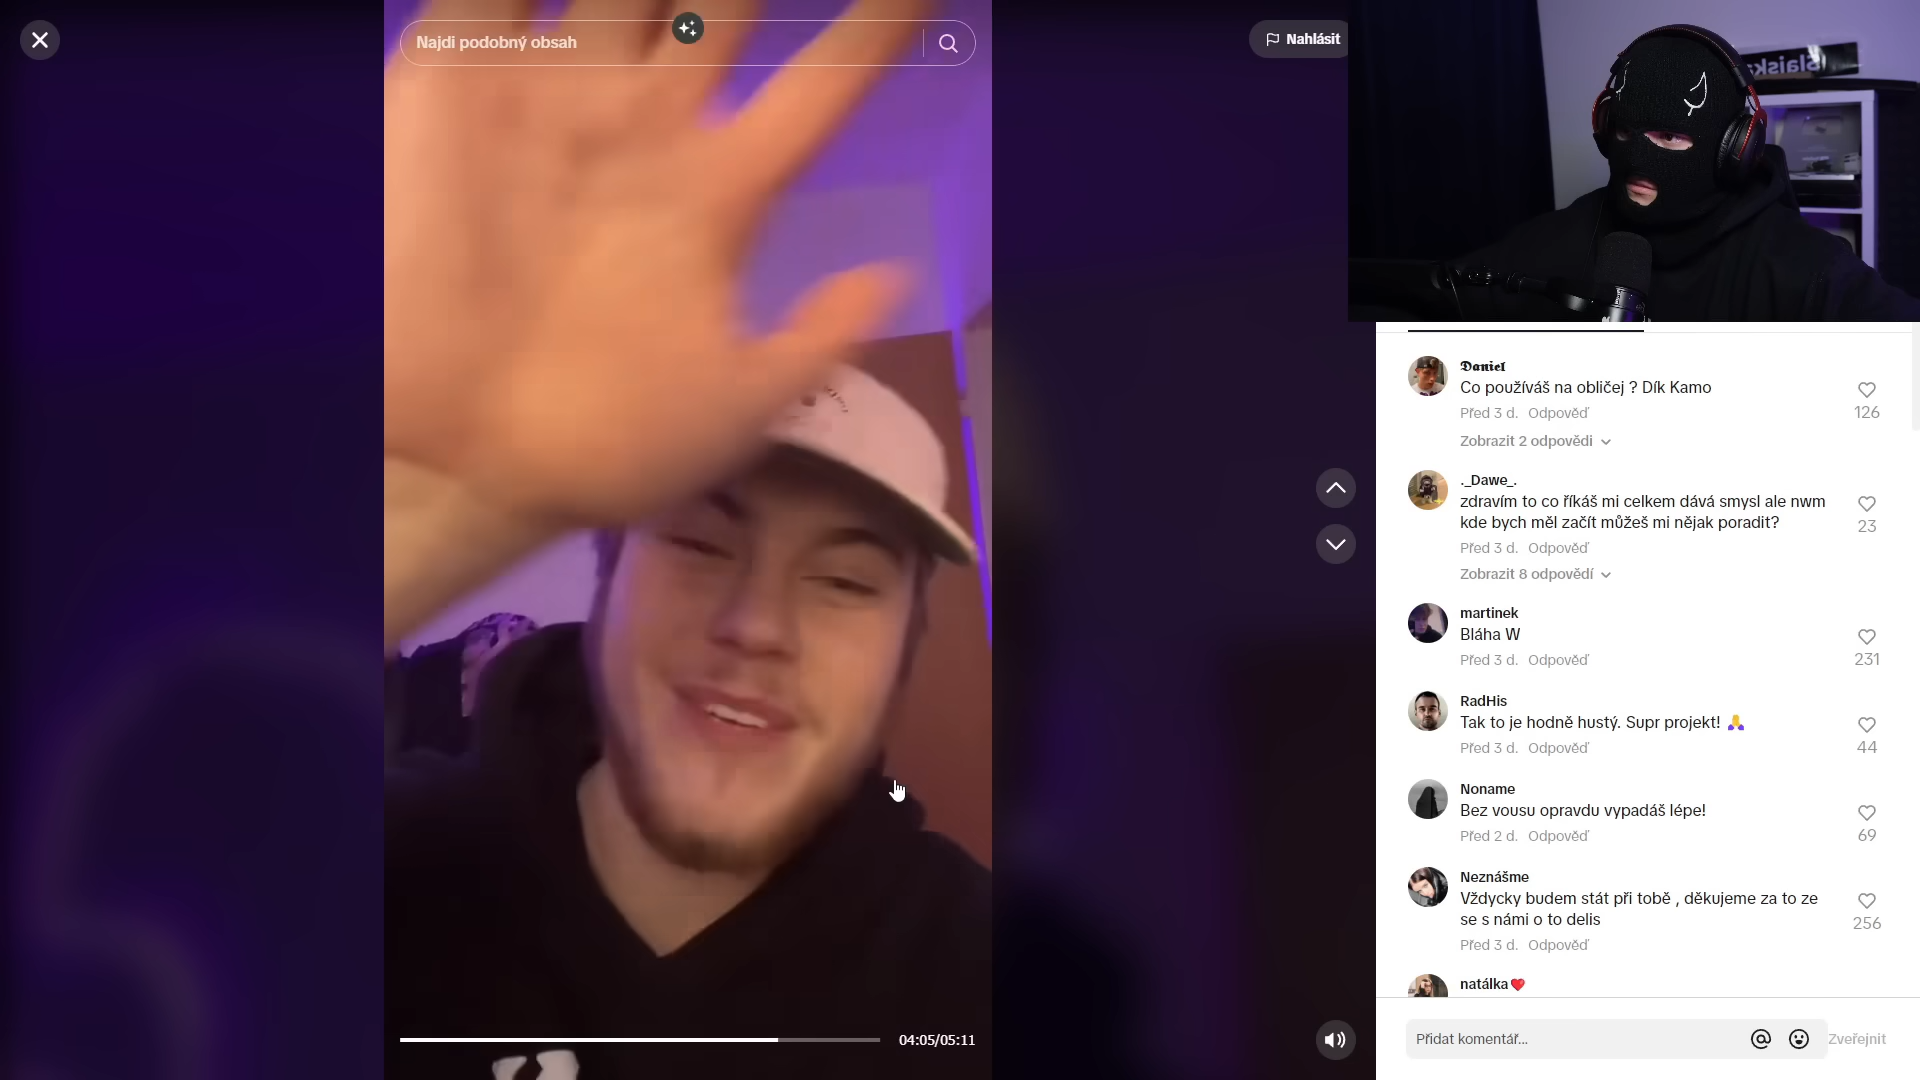 Najdi podobný obsah
Nahlásit
Daniel
Co používáš na obličej ? Dík Kamo
Před 3 d. Odpověď
126
Zobrazit 2 odpovědi
._Dawe_.
zdravím to co říkáš mi celkem dává smysl ale nwm
kde bych měl začít můžeš mi nějak poradit?
23
Před 3 d. Odpověď
Zobrazit 8 odpovědí
martinek
Bláha W
Před 3 d. Odpověď
231
RadHis
Tak to je hodně hustý. Supr projekt! 🙏
Před 3 d. Odpověď
44
Noname
Bez vousu opravdu vypadáš lépe!
Před 2 d. Odpověď
69
Neznášme
Vždycky budem stát při tobě , děkujeme za to ze
se s námi o to delis
256
Před 3 d. Odpověď
natálka❤️
04:05/05:11
Přidat komentář...
Zveřejnit